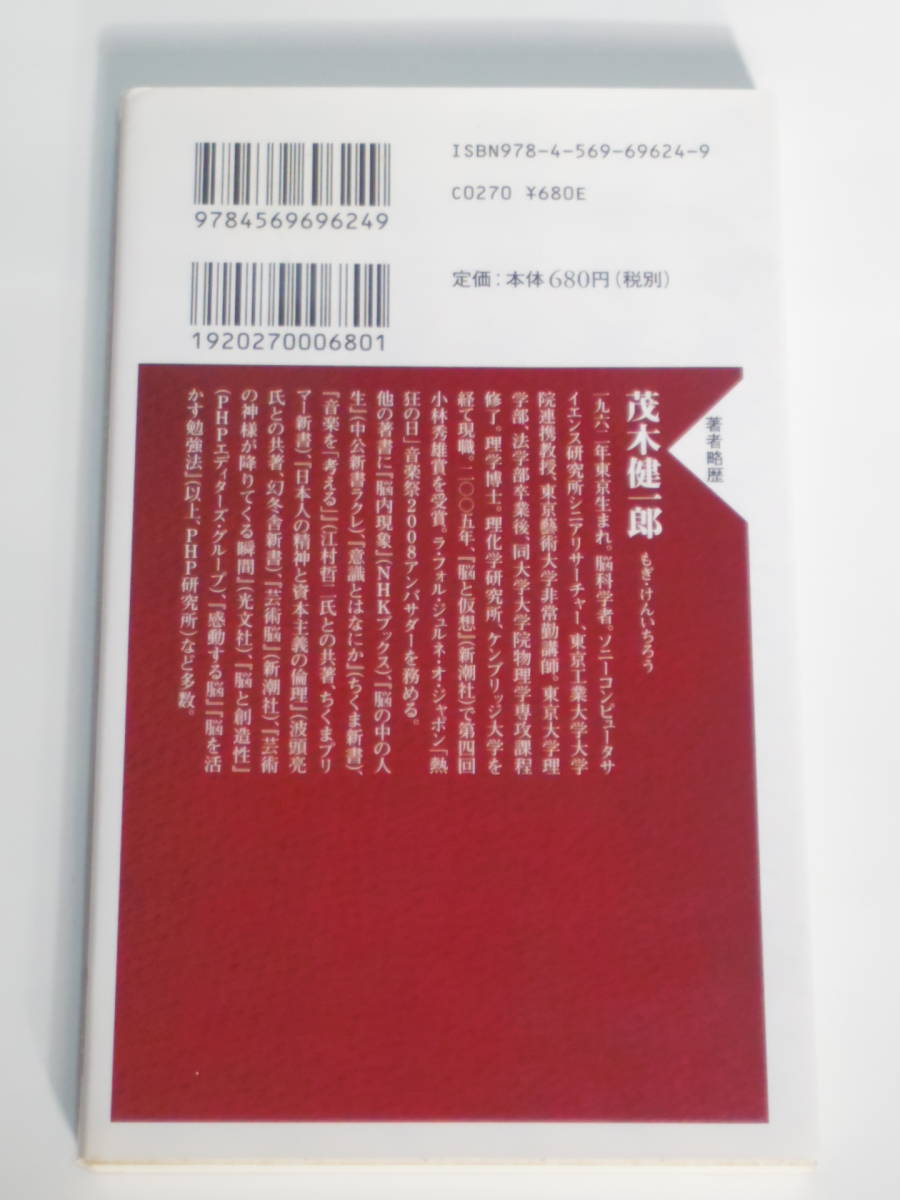 ISBN978-4-569-69624-9
C0270 ¥680E
9784569696249
定価：本体680円（税別）
1920270006801
著者略歴
茂木健一郎 もぎ・けんいちろう
一九六二年東京生まれ。脳科学者。ソニーコンピュータサ
イエンス研究所シニアリサーチャー、東京工業大学大学
院連携教授、東京藝術大学非常勤講師。東京大学理
学部、法学部卒業後、同大学大学院物理学専攻課程
修了。理学博士。理化学研究所、ケンブリッジ大学を
経て現職。二〇〇五年、『脳と仮想』（新潮社）で第四回
小林秀雄賞を受賞。ラ・フォル・ジュルネ・オ・ジャポン「熱
狂の日」音楽祭2008アンバサダーを務める。
他の著書に『脳内現象』（NHKブックス）、『脳の中の人
生』（中公新書ラクレ）、『意識とはなにか』（ちくま新書）、
『音楽を「考える」』（江村哲二氏との共著、ちくまプリ
マー新書）、『日本人の精神と資本主義の倫理』（波頭亮
氏との共著、幻冬舎新書）、『芸術脳』（新潮社）、『芸術
の神様が降りてくる瞬間』（光文社）、『脳と創造性』
（PHPエディターズ・グループ）、『感動する脳』『脳を活
かす勉強法』（以上、PHP研究所）など多数。